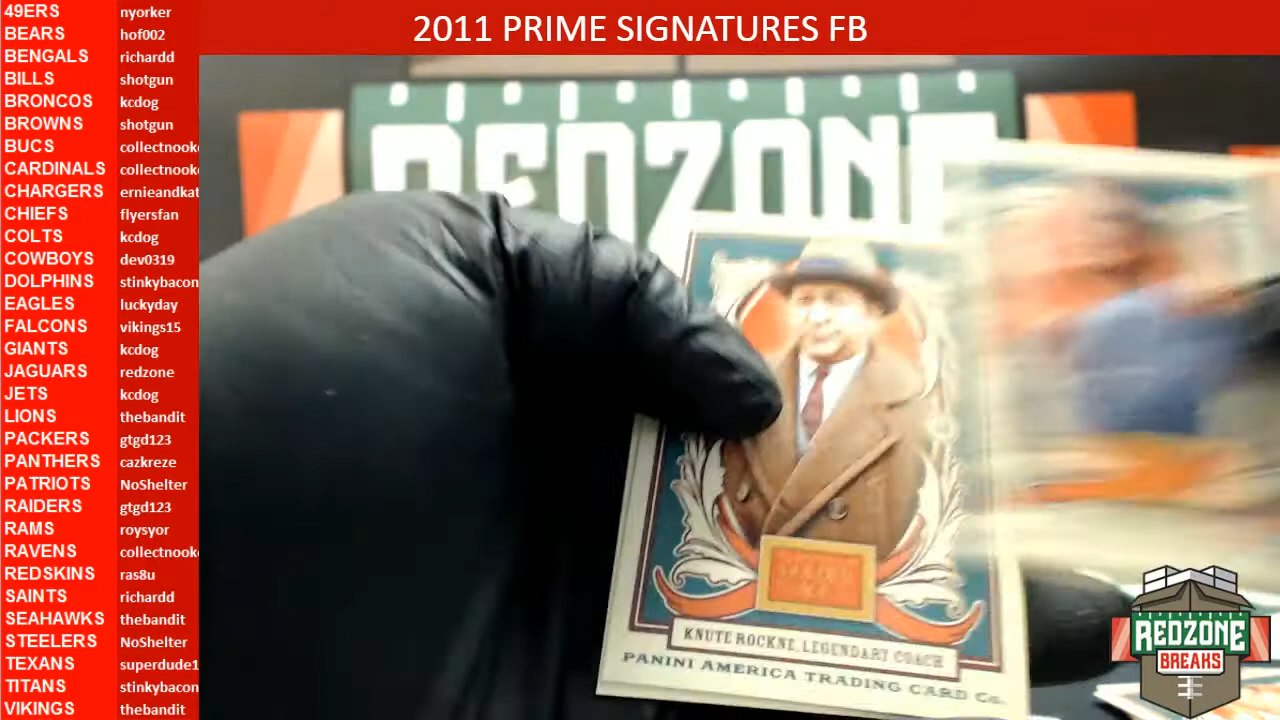 2011 PRIME SIGNATURES FB
49ERS nyorker
BEARS hof002
BENGALS richardd
BILLS shotgun
BRONCOS kcdog
BROWNS shotgun
BUCS collectnook
CARDINALS collectnook
CHARGERS ernieandkat
CHIEFS flyersfan
COLTS kcdog
COWBOYS dev0319
DOLPHINS stinkybacon
EAGLES luckyday
FALCONS vikings15
GIANTS kcdog
JAGUARS redzone
JETS kcdog
LIONS thebandit
PACKERS gtgd123
PANTHERS cazkreze
PATRIOTS NoShelter
RAIDERS gtgd123
RAMS roysyor
RAVENS collectnook
REDSKINS ras8u
SAINTS richardd
SEAHAWKS thebandit
STEELERS NoShelter
TEXANS superdude1
TITANS stinkybacon
VIKINGS thebandit
REDZONE
KNUTE ROCKNE, LEGENDARY COACH
PANINI AMERICA TRADING CARD Co.
REDZONE
BREAKS